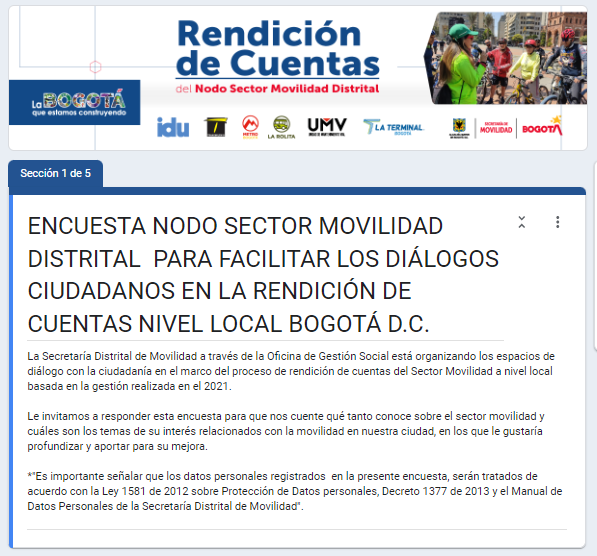 Rendición
de Cuentas
del Nodo Sector Movilidad Distrital
La BOGOTÁ
que estamos construyendo
idu
T
METRO
LA ROLITA
UMV
LA TERMINAL
BOGOTÁ
SECRETARÍA DE
MOVILIDAD
BOGOTÁ
Sección 1 de 5
ENCUESTA NODO SECTOR MOVILIDAD
DISTRITAL  PARA FACILITAR LOS DIÁLOGOS
CIUDADANOS EN LA RENDICIÓN DE
CUENTAS NIVEL LOCAL BOGOTÁ D.C.
La Secretaría Distrital de Movilidad a través de la Oficina de Gestión Social está organizando los espacios de
diálogo con la ciudadanía en el marco del proceso de rendición de cuentas del Sector Movilidad a nivel local
basada en la gestión realizada en el 2021.
Le invitamos a responder esta encuesta para que nos cuente qué tanto conoce sobre el sector movilidad y
cuáles son los temas de su interés relacionados con la movilidad en nuestra ciudad, en los que le gustaría
profundizar y aportar para su mejora.
*"Es importante señalar que los datos personales registrados  en la presente encuesta, serán tratados de
acuerdo con la Ley 1581 de 2012 sobre Protección de Datos personales, Decreto 1377 de 2013 y el Manual de
Datos Personales de la Secretaría Distrital de Movilidad".